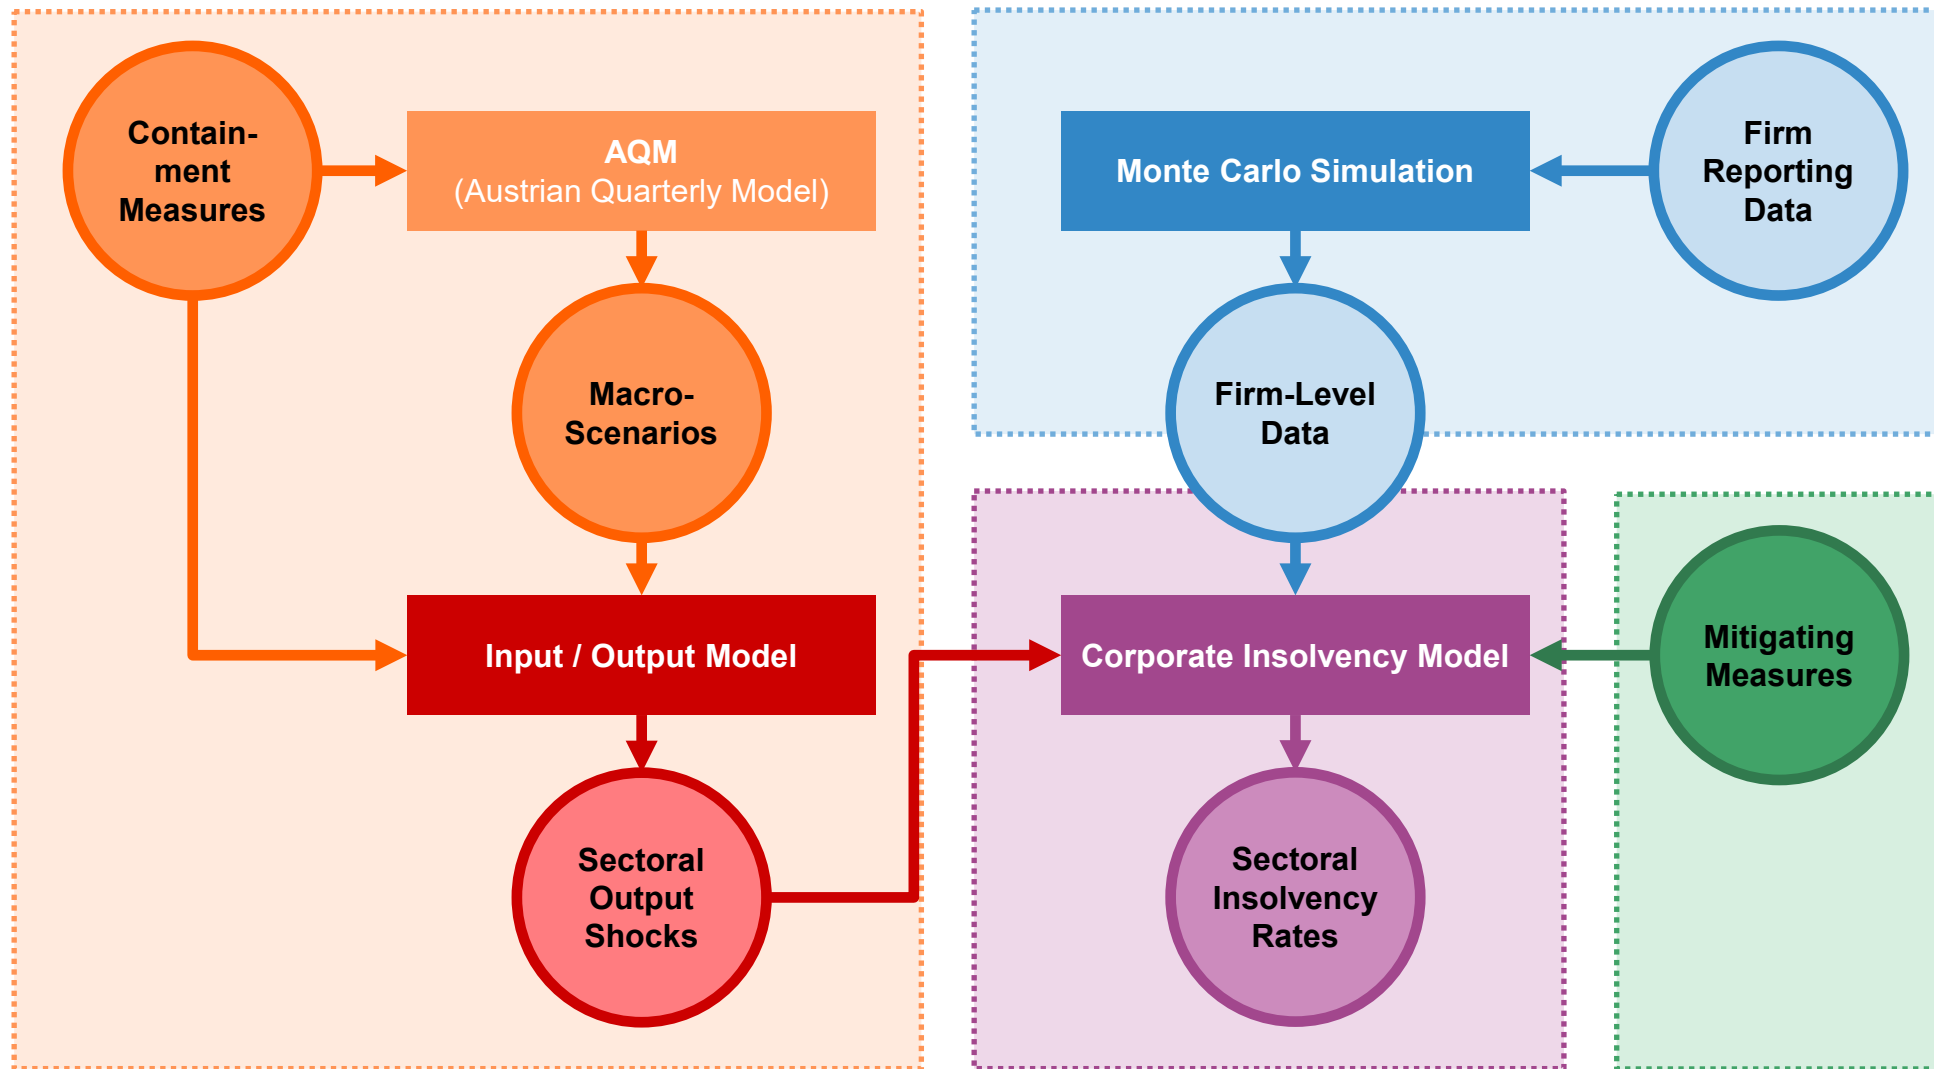 Contain-
ment
Measures
AQM
(Austrian Quarterly Model)
Monte Carlo Simulation
Firm
Reporting
Data
Macro-
Scenarios
Firm-Level
Data
Input / Output Model
Corporate Insolvency Model
Mitigating
Measures
Sectoral
Output
Shocks
Sectoral
Insolvency
Rates